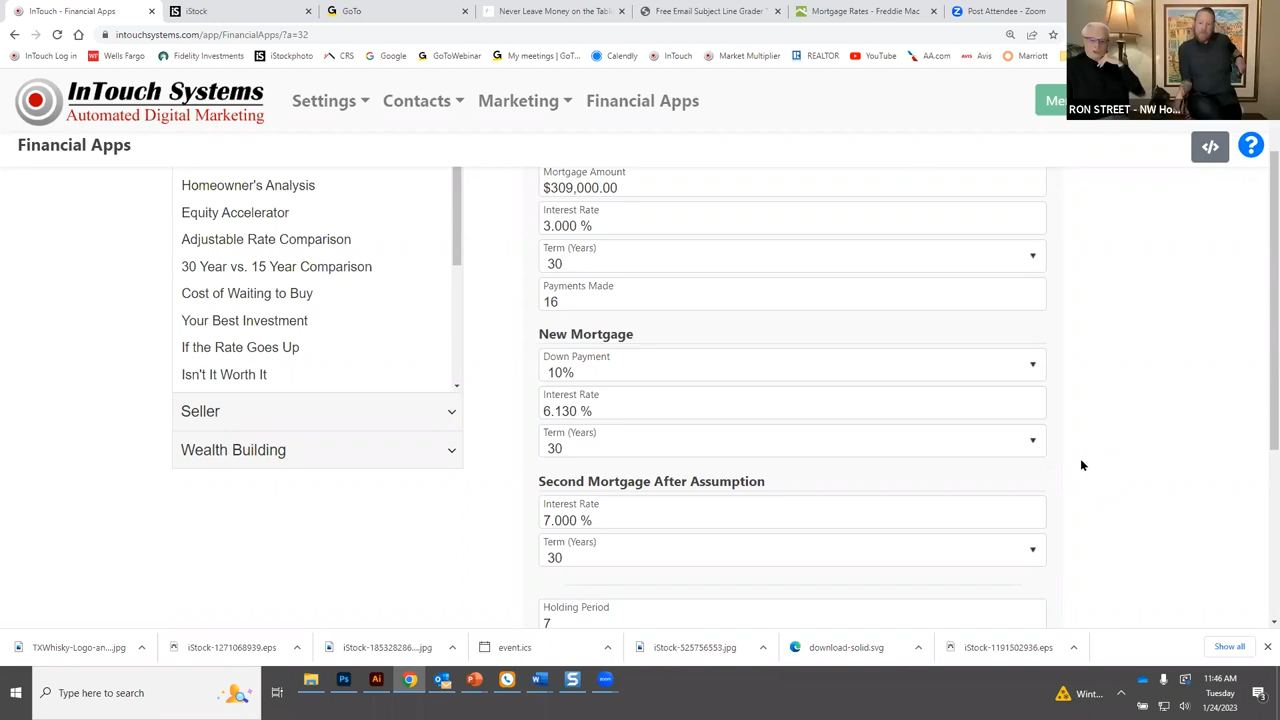 InTouch - Financial Apps
iStock
GoTo
Never Leave Money on the Tabl
Free Email Subject Line Grader
Mortgage Rates - Freddie Mac
Post Attendee - Zoom
intouchsystems.com/app/FinancialApps/?a=32
InTouch Log in
Wells Fargo
Fidelity Investments
iStockphoto
CRS
Google
GoToWebinar
My meetings | GoT...
Calendly
InTouch
Market Multiplier
REALTOR
YouTube
AA.com
Avis
Marriott
RON STREET - NW Ho...
InTouch Systems
Automated Digital Marketing
Settings
Contacts
Marketing
Financial Apps
Financial Apps
</>
?
Homeowner's Analysis
Equity Accelerator
Adjustable Rate Comparison
30 Year vs. 15 Year Comparison
Cost of Waiting to Buy
Your Best Investment
If the Rate Goes Up
Isn't It Worth It
Seller
Wealth Building
Mortgage Amount
$309,000.00
Interest Rate
3.000 %
Term (Years)
30
Payments Made
16
New Mortgage
Down Payment
10%
Interest Rate
6.130 %
Term (Years)
30
Second Mortgage After Assumption
Interest Rate
7.000 %
Term (Years)
30
Holding Period
7
TXWhisky-Logo-an....jpg
iStock-1271068939.eps
iStock-185328286....jpg
event.ics
iStock-525756553.jpg
download-solid.svg
iStock-1191502936.eps
Show all
Type here to search
Wint...
11:46 AM
Tuesday
1/24/2023